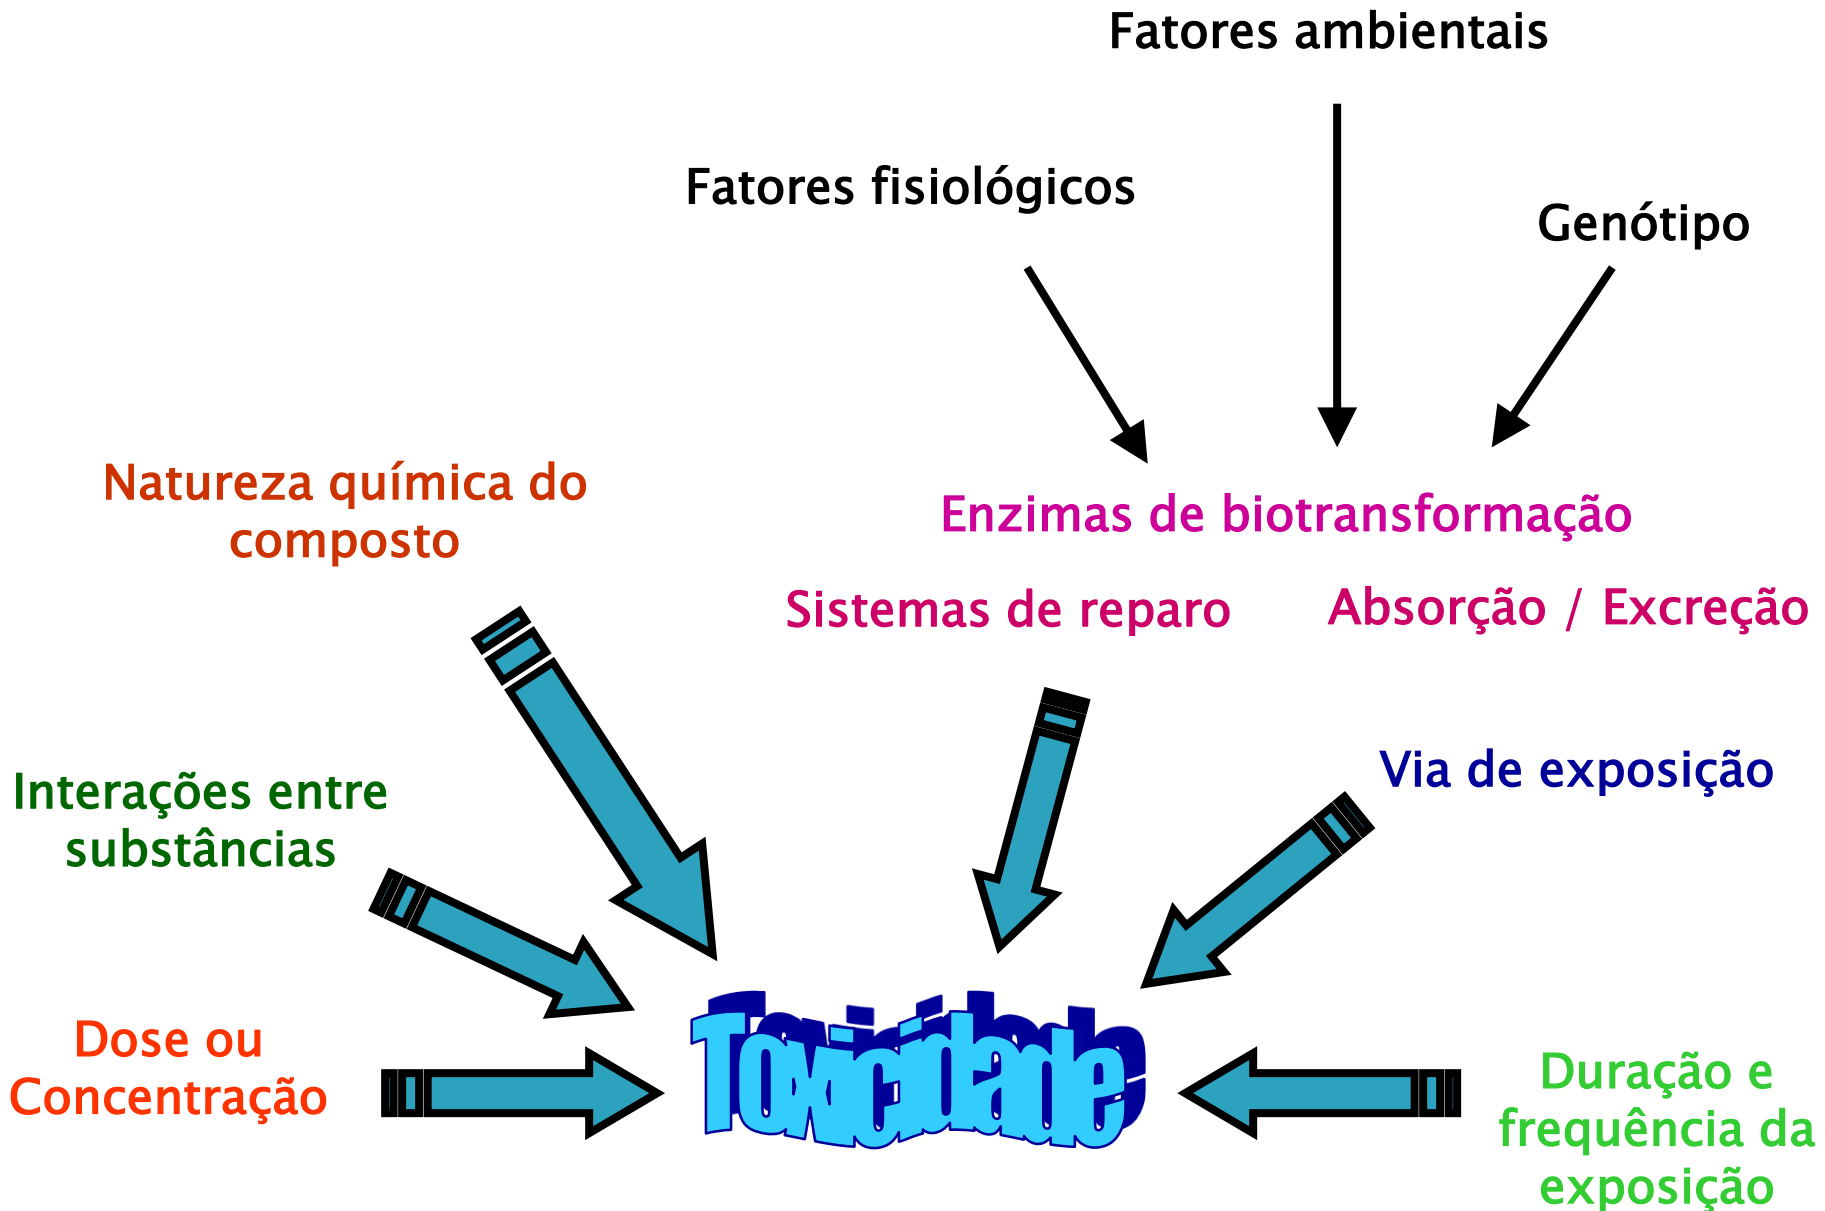 Fatores ambientais
Fatores fisiológicos
Genótipo
Natureza química do
composto
Enzimas de biotransformação
Sistemas de reparo
Absorção / Excreção
Interações entre
substâncias
Via de exposição
Dose ou
Concentração
Toxicidade
Duração e
frequência da
exposição